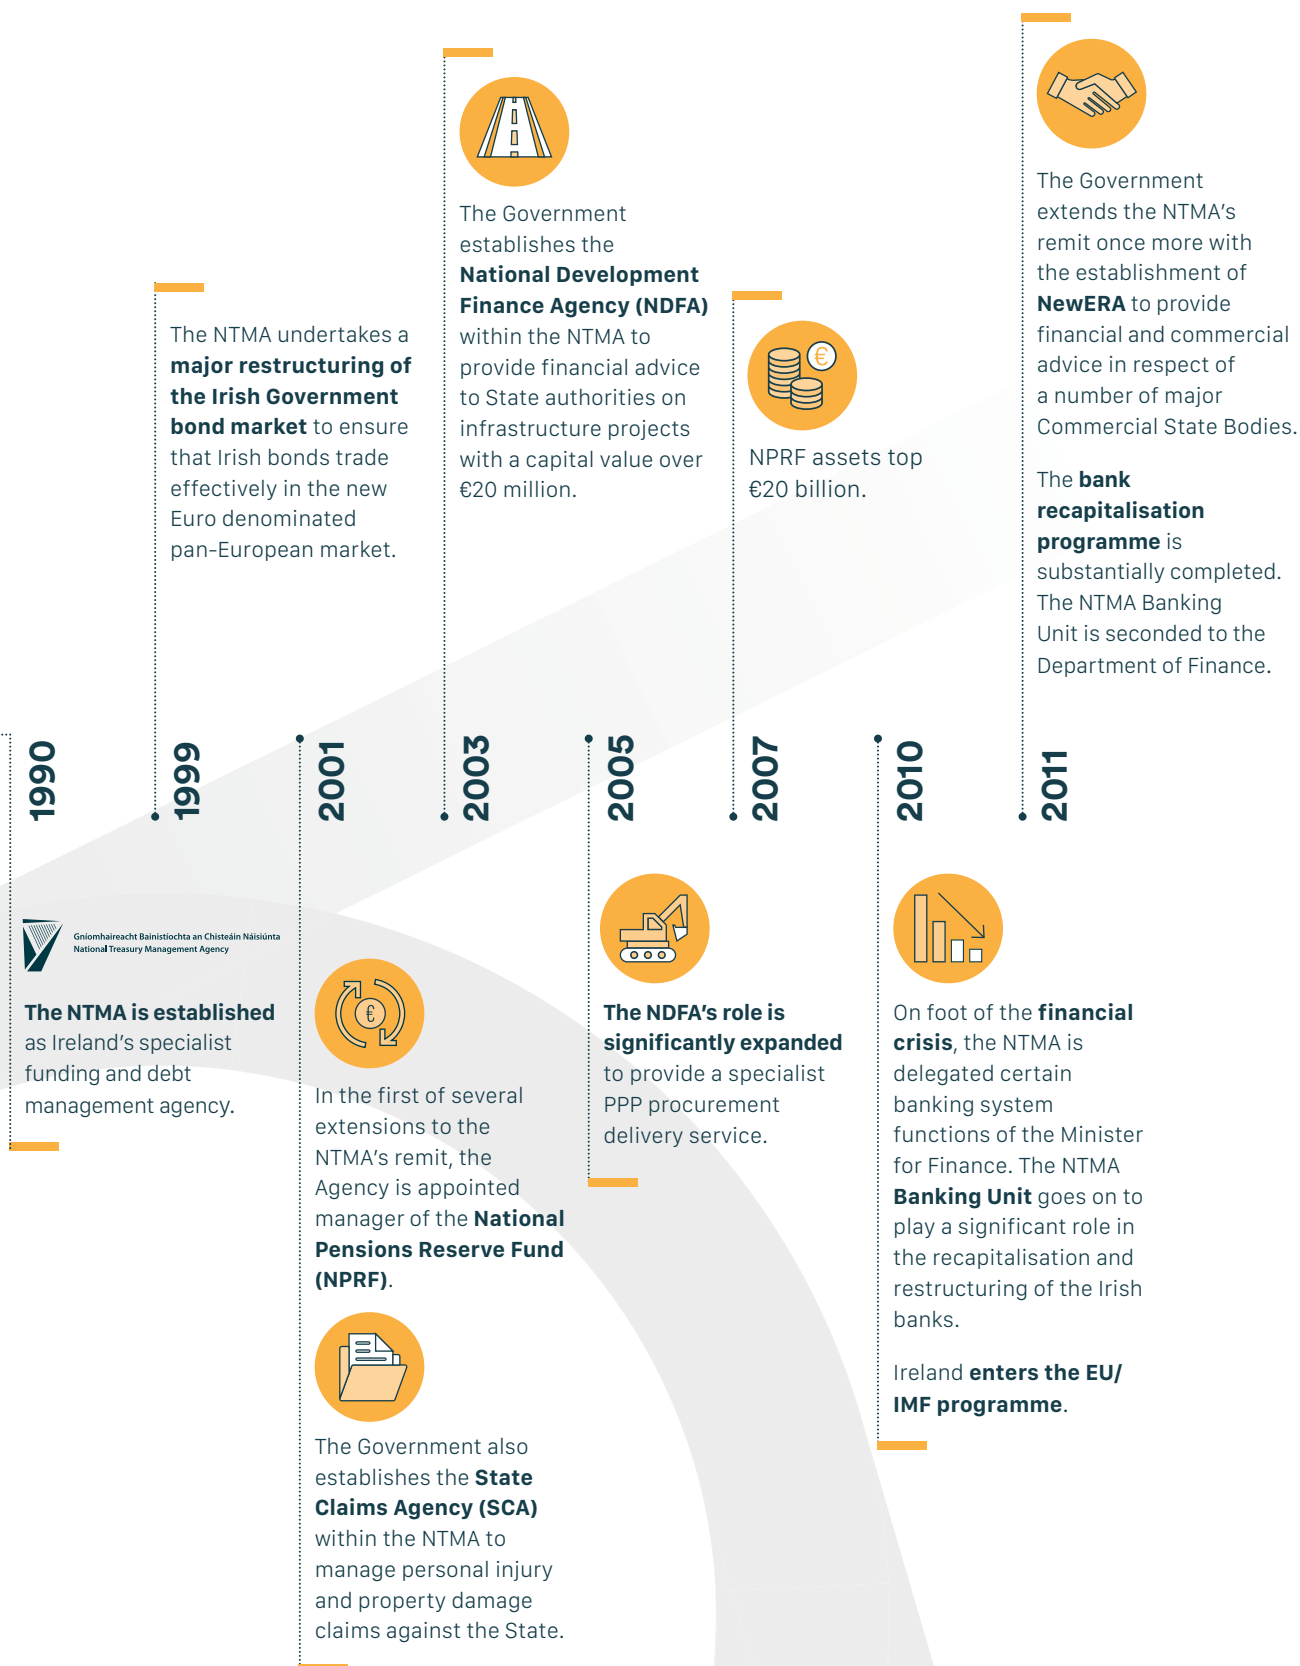 1990
Gníomhaireacht Bainistíochta an Chisteáin Náisiúnta
National Treasury Management Agency
The NTMA is established
as Ireland's specialist
funding and debt
management agency.
1999
The NTMA undertakes a
major restructuring of
the Irish Government
bond market to ensure
that Irish bonds trade
effectively in the new
Euro denominated
pan-European market.
2001
€
In the first of several
extensions to the
NTMA's remit, the
Agency is appointed
manager of the National
Pensions Reserve Fund
(NPRF).
The Government also
establishes the State
Claims Agency (SCA)
within the NTMA to
manage personal injury
and property damage
claims against the State.
2003
The Government
establishes the
National Development
Finance Agency (NDFA)
within the NTMA to
provide financial advice
to State authorities on
infrastructure projects
with a capital value over
€20 million.
2005
The NDFA's role is
significantly expanded
to provide a specialist
PPP procurement
delivery service.
2007
€
NPRF assets top
€20 billion.
2010
On foot of the financial
crisis, the NTMA is
delegated certain
banking system
functions of the Minister
for Finance. The NTMA
Banking Unit goes on to
play a significant role in
the recapitalisation and
restructuring of the Irish
banks.
Ireland enters the EU/
IMF programme.
2011
The Government
extends the NTMA's
remit once more with
the establishment of
NewERA to provide
financial and commercial
advice in respect of
a number of major
Commercial State Bodies.
The bank
recapitalisation
programme is
substantially completed.
The NTMA Banking
Unit is seconded to the
Department of Finance.